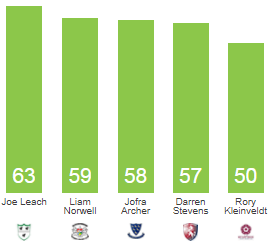 63 59 58 57 50
Joe Leach Liam Jofra Darren Rory
Norwell Archer Stevens Kleinveldt